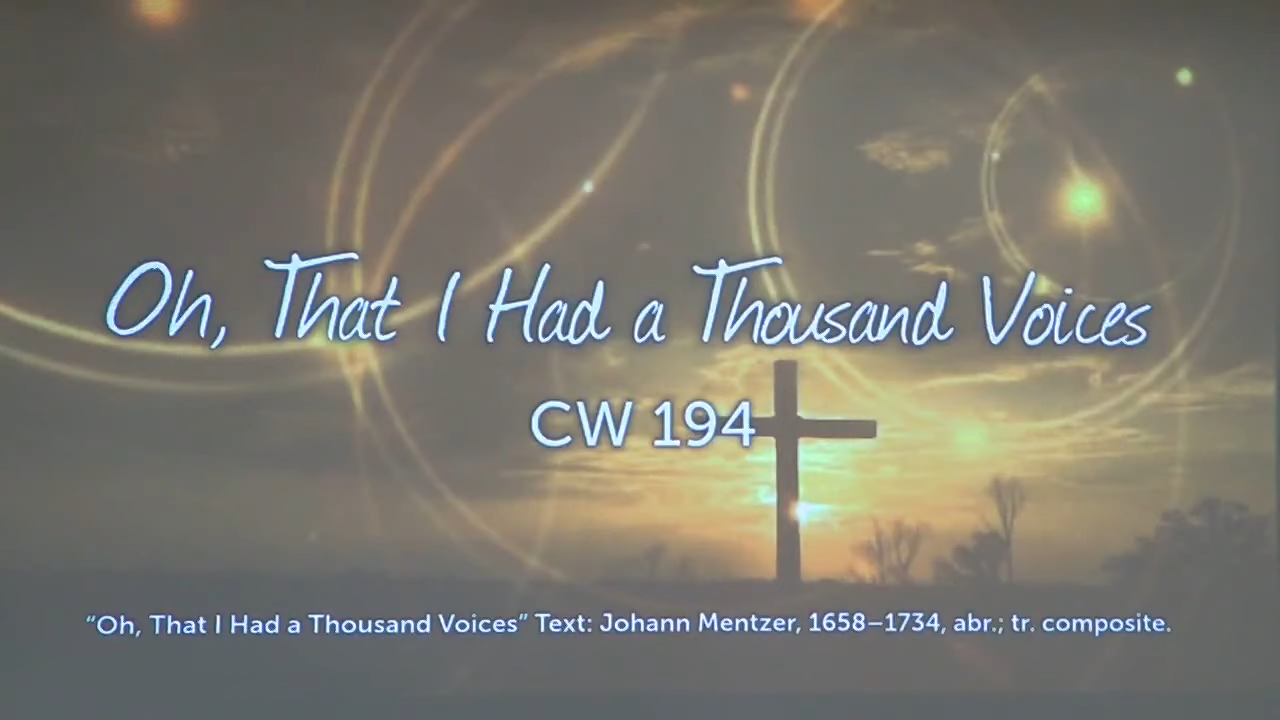 Oh, That I Had a Thousand Voices
CW 194
“Oh, That I Had a Thousand Voices” Text: Johann Mentzer, 1658–1734, abr.; tr. composite.